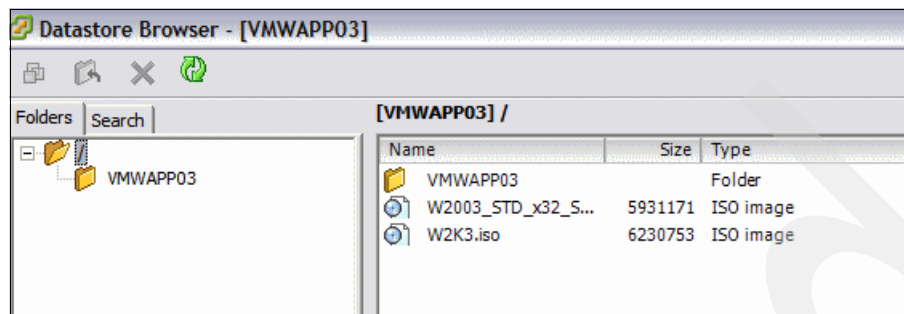 Datastore Browser - [VMWAPP03]
Folders Search
[VMWAPP03] /
/
VMWAPP03
Name Size Type
VMWAPP03 Folder
W2003_STD_x32_S... 5931171 ISO image
W2K3.iso 6230753 ISO image